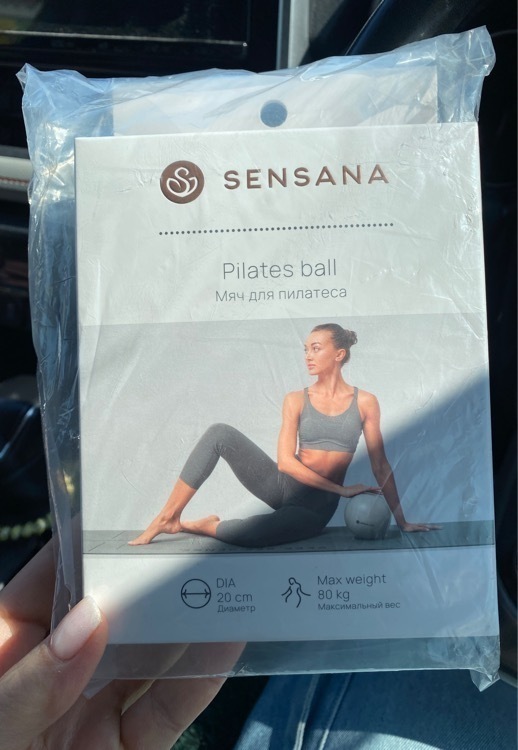 SENSANA
Pilates ball
Мяч для пилатеса
DIA
20 cm
Диаметр
Max weight
80 kg
Максимальный вес